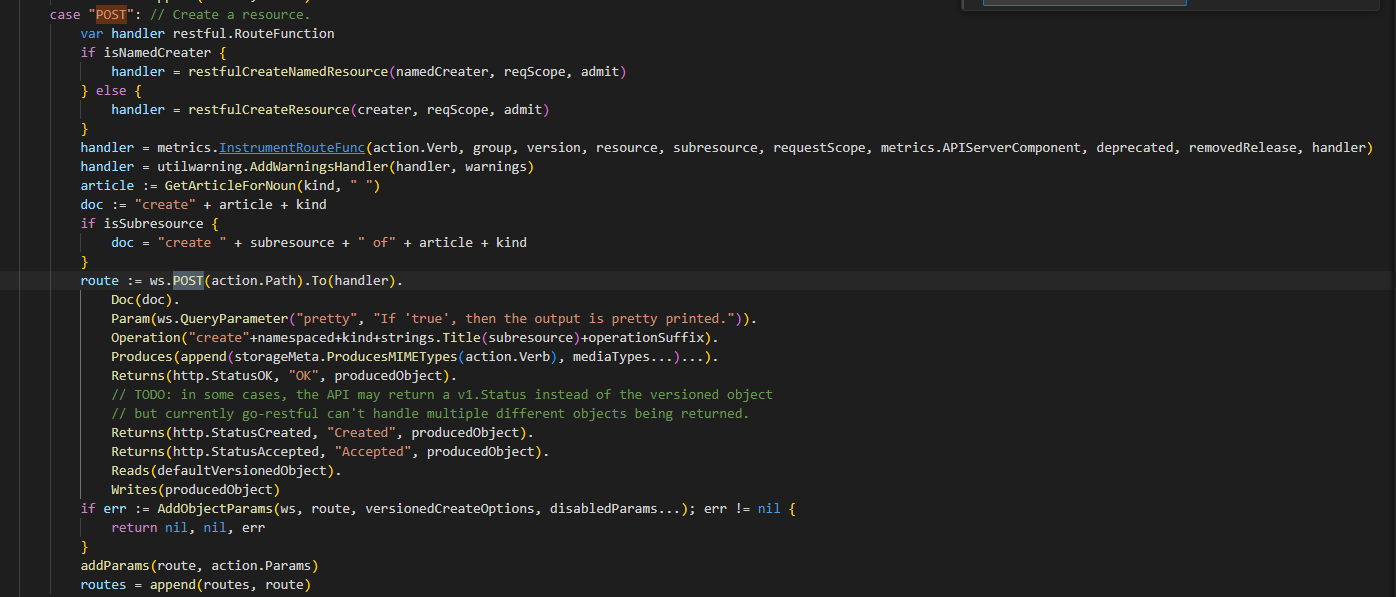 case "POST": // Create a resource.
var handler restful.RouteFunction
if isNamedCreater {
handler = restfulCreateNamedResource(namedCreater, reqScope, admit)
} else {
handler = restfulCreateResource(creater, reqScope, admit)
}
handler = metrics.InstrumentRouteFunc(action.Verb, group, version, resource, subresource, requestScope, metrics.APIServerComponent, deprecated, removedRelease, handler)
handler = utilwarning.AddWarningsHandler(handler, warnings)
article := GetArticleForNoun(kind, " ")
doc := "create" + article + kind
if isSubresource {
doc = "create " + subresource + " of" + article + kind
}
route := ws.POST(action.Path).To(handler).
Doc(doc).
Param(ws.QueryParameter("pretty", "If 'true', then the output is pretty printed.")).
Operation("create"+namespaced+kind+strings.Title(subresource)+operationSuffix).
Produces(append(storageMeta.ProducesMIMETypes(action.Verb), mediaTypes...)...).
Returns(http.StatusOK, "OK", producedObject).
// TODO: in some cases, the API may return a v1.Status instead of the versioned object
// but currently go-restful can't handle multiple different objects being returned.
Returns(http.StatusCreated, "Created", producedObject).
Returns(http.StatusAccepted, "Accepted", producedObject).
Reads(defaultVersionedObject).
Writes(producedObject)
if err := AddObjectParams(ws, route, versionedCreateOptions, disabledParams...); err != nil {
return nil, nil, err
}
addParams(route, action.Params)
routes = append(routes, route)